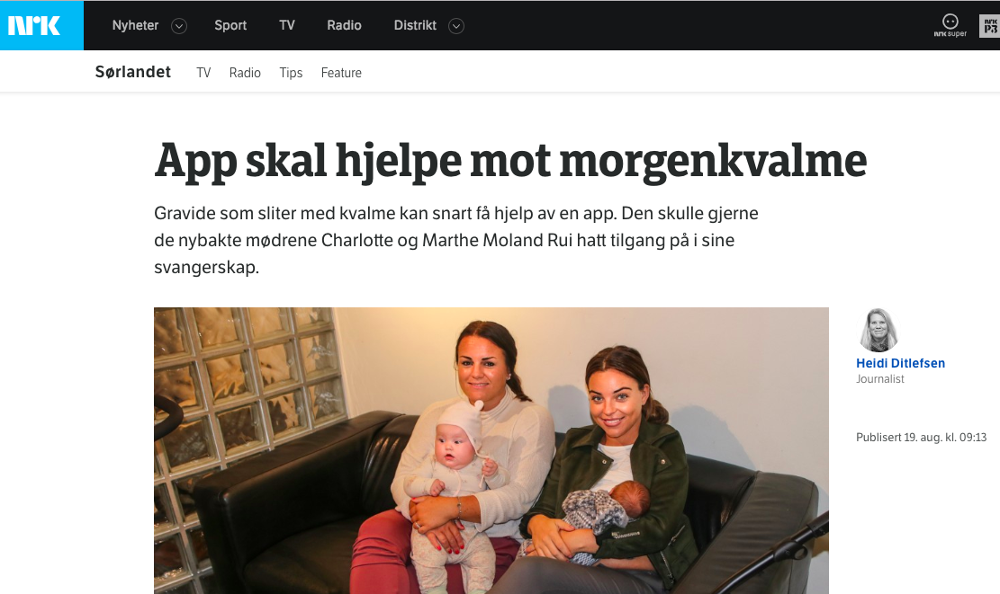 NRK
Nyheter
Sport
TV
Radio
Distrikt
NRK super
NRK P3
Sørlandet
TV
Radio
Tips
Feature
App skal hjelpe mot morgenkvalme
Gravide som sliter med kvalme kan snart få hjelp av en app. Den skulle gjerne
de nybakte mødrene Charlotte og Marthe Moland Rui hatt tilgang på i sine
svangerskap.
Heidi Ditlefsen
Journalist
Publisert 19. aug. kl. 09:13